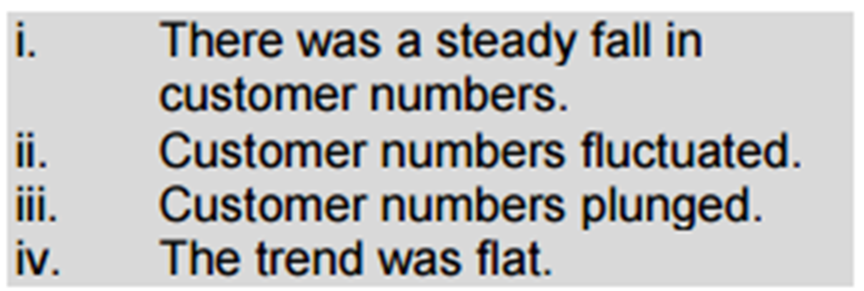 i. There was a steady fall in
customer numbers.
ii. Customer numbers fluctuated.
iii. Customer numbers plunged.
iv. The trend was flat.